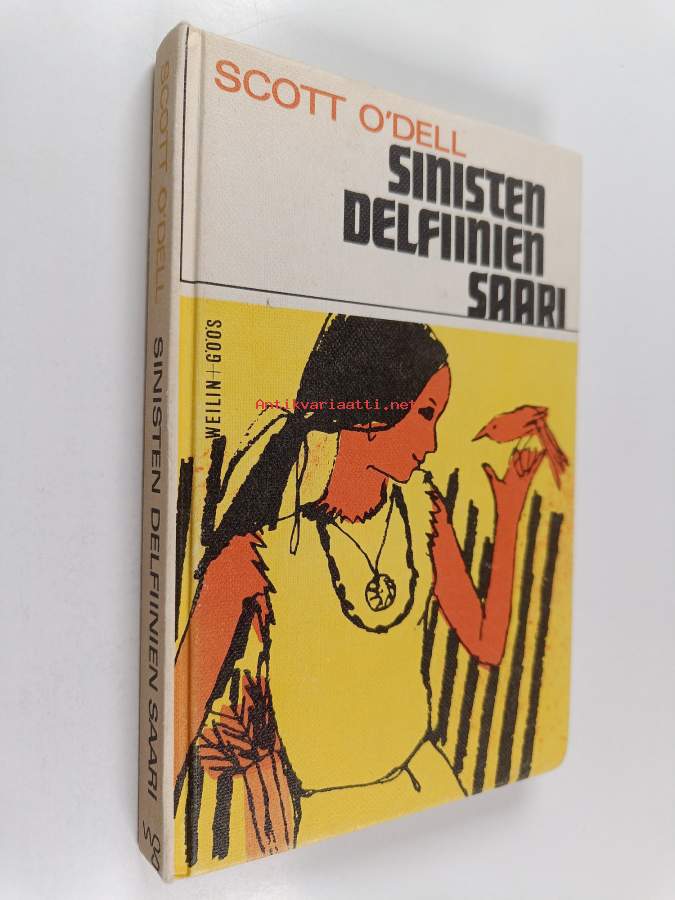 SCOTT O'DELL
SINISTEN
DELFIINIEN
SAARI
WEILIN+GÖÖS
Antikvariaatti.net
SCOTT O'DELL SINISTEN DELFIINIEN SAARI